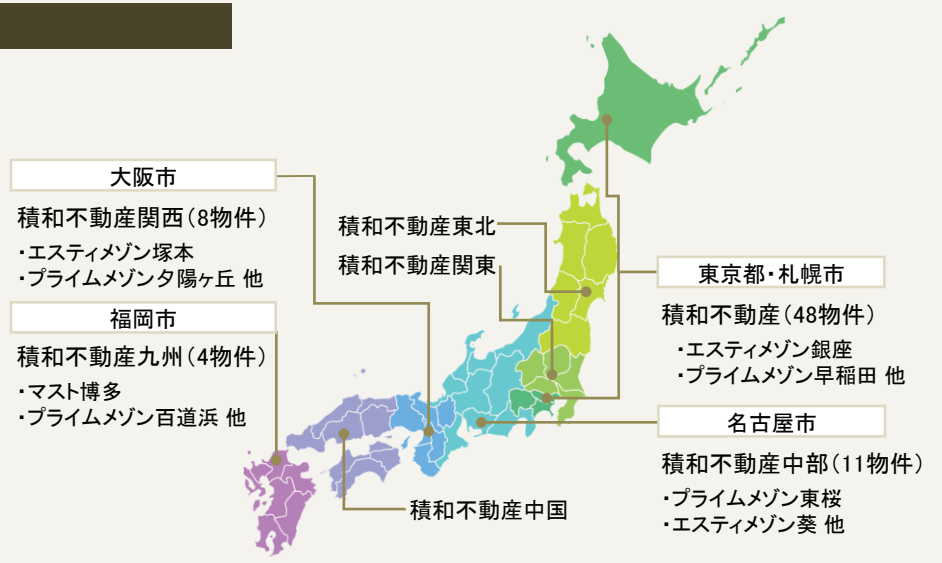 大阪市
積和不動産関西(8物件)
・エスティメゾン塚本
・プライムメゾン夕陽ヶ丘 他
福岡市
積和不動産九州(4物件)
・マスト博多
・プライムメゾン百道浜 他
積和不動産東北
積和不動産関東
積和不動産中国
東京都・札幌市
積和不動産(48物件)
・エスティメゾン銀座
・プライムメゾン早稲田 他
名古屋市
積和不動産中部(11物件)
・プライムメゾン東桜
・エスティメゾン葵 他